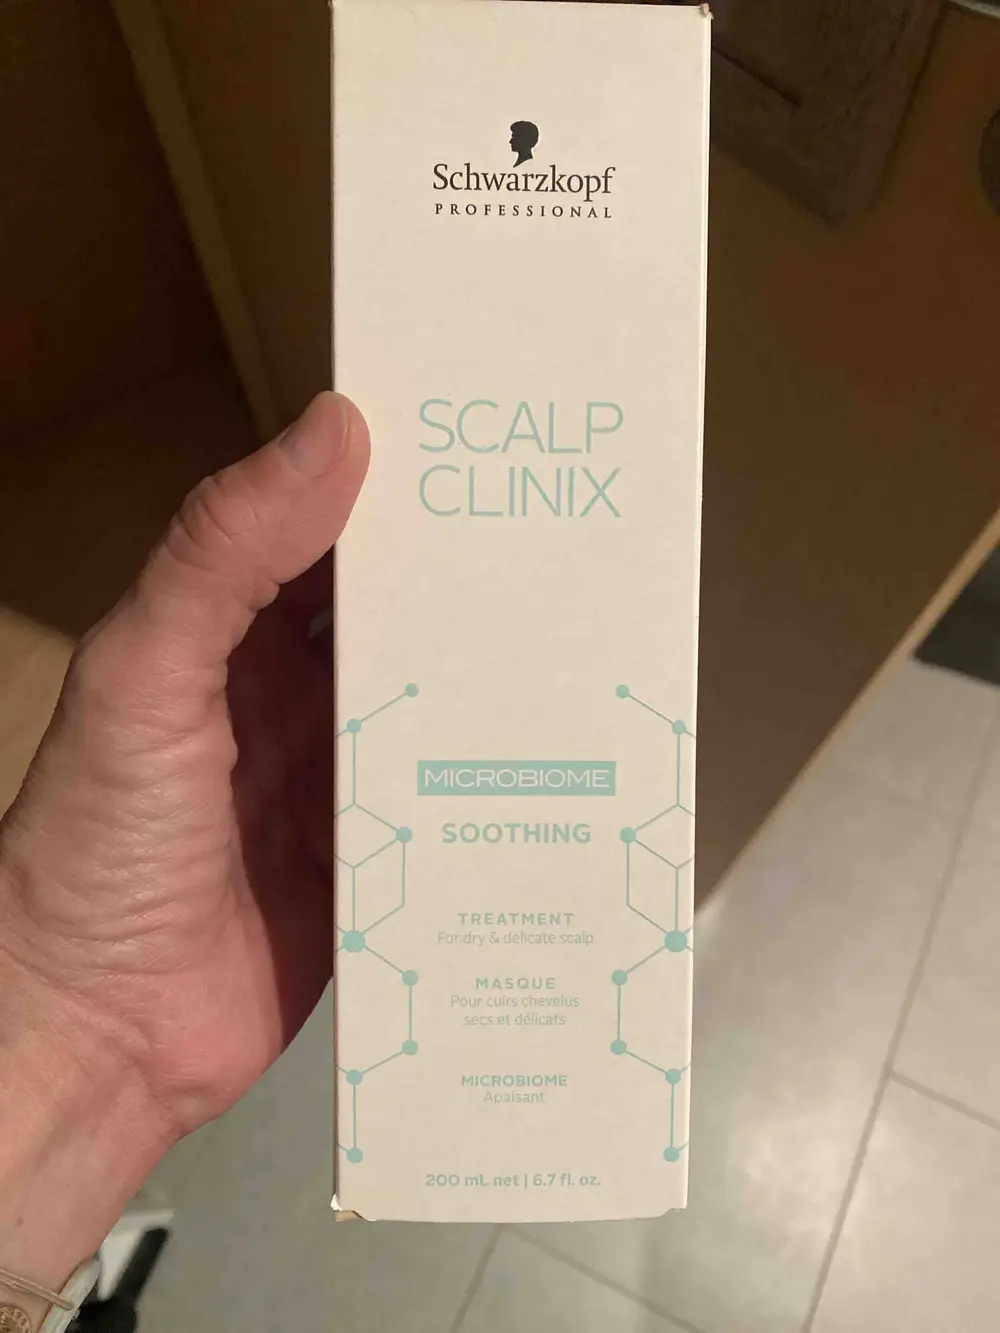 Schwarzkopf
PROFESSIONAL
SCALP
CLINIX
MICROBIOME
SOOTHING
TREATMENT
For dry & delicate scalp
MASQUE
Pour cuirs chevelus
secs et délicats
MICROBIOME
Apaisant
200 mL net | 6.7 fl. oz.